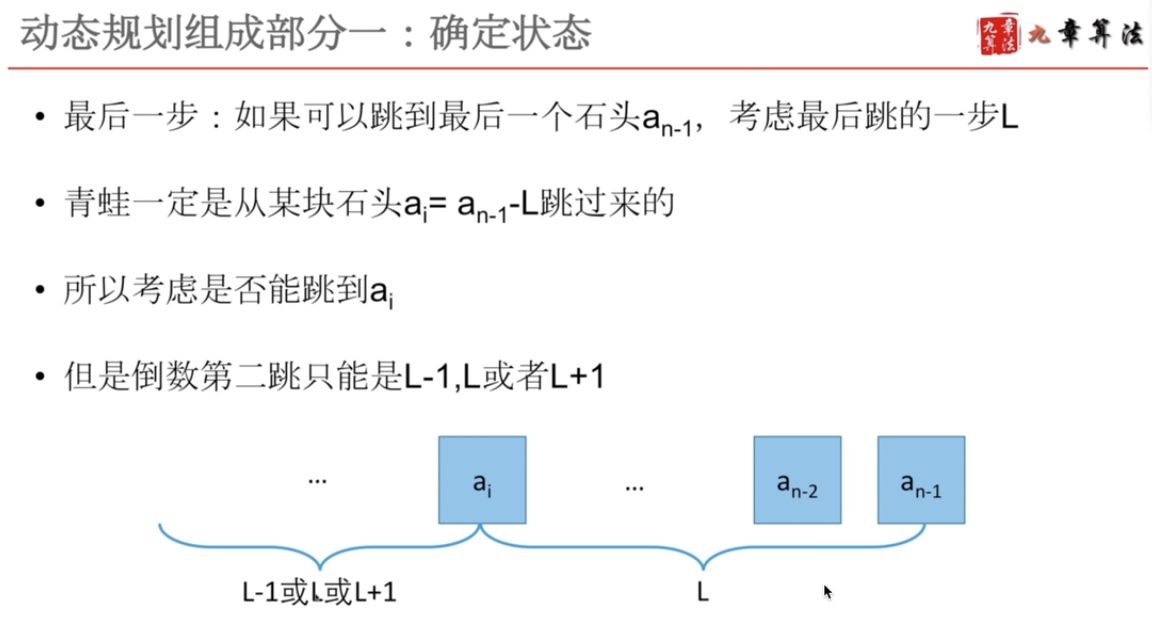 动态规划组成部分一：确定状态
九章算法 九章算法
• 最后一步：如果可以跳到最后一个石头an-1， 考虑最后跳的一步L
• 青蛙一定是从某块石头ai= an-1-L跳过来的
• 所以考虑是否能跳到ai
• 但是倒数第二跳只能是L-1,L或者L+1
... ai ... an-2 an-1
L-1或L或L+1 L